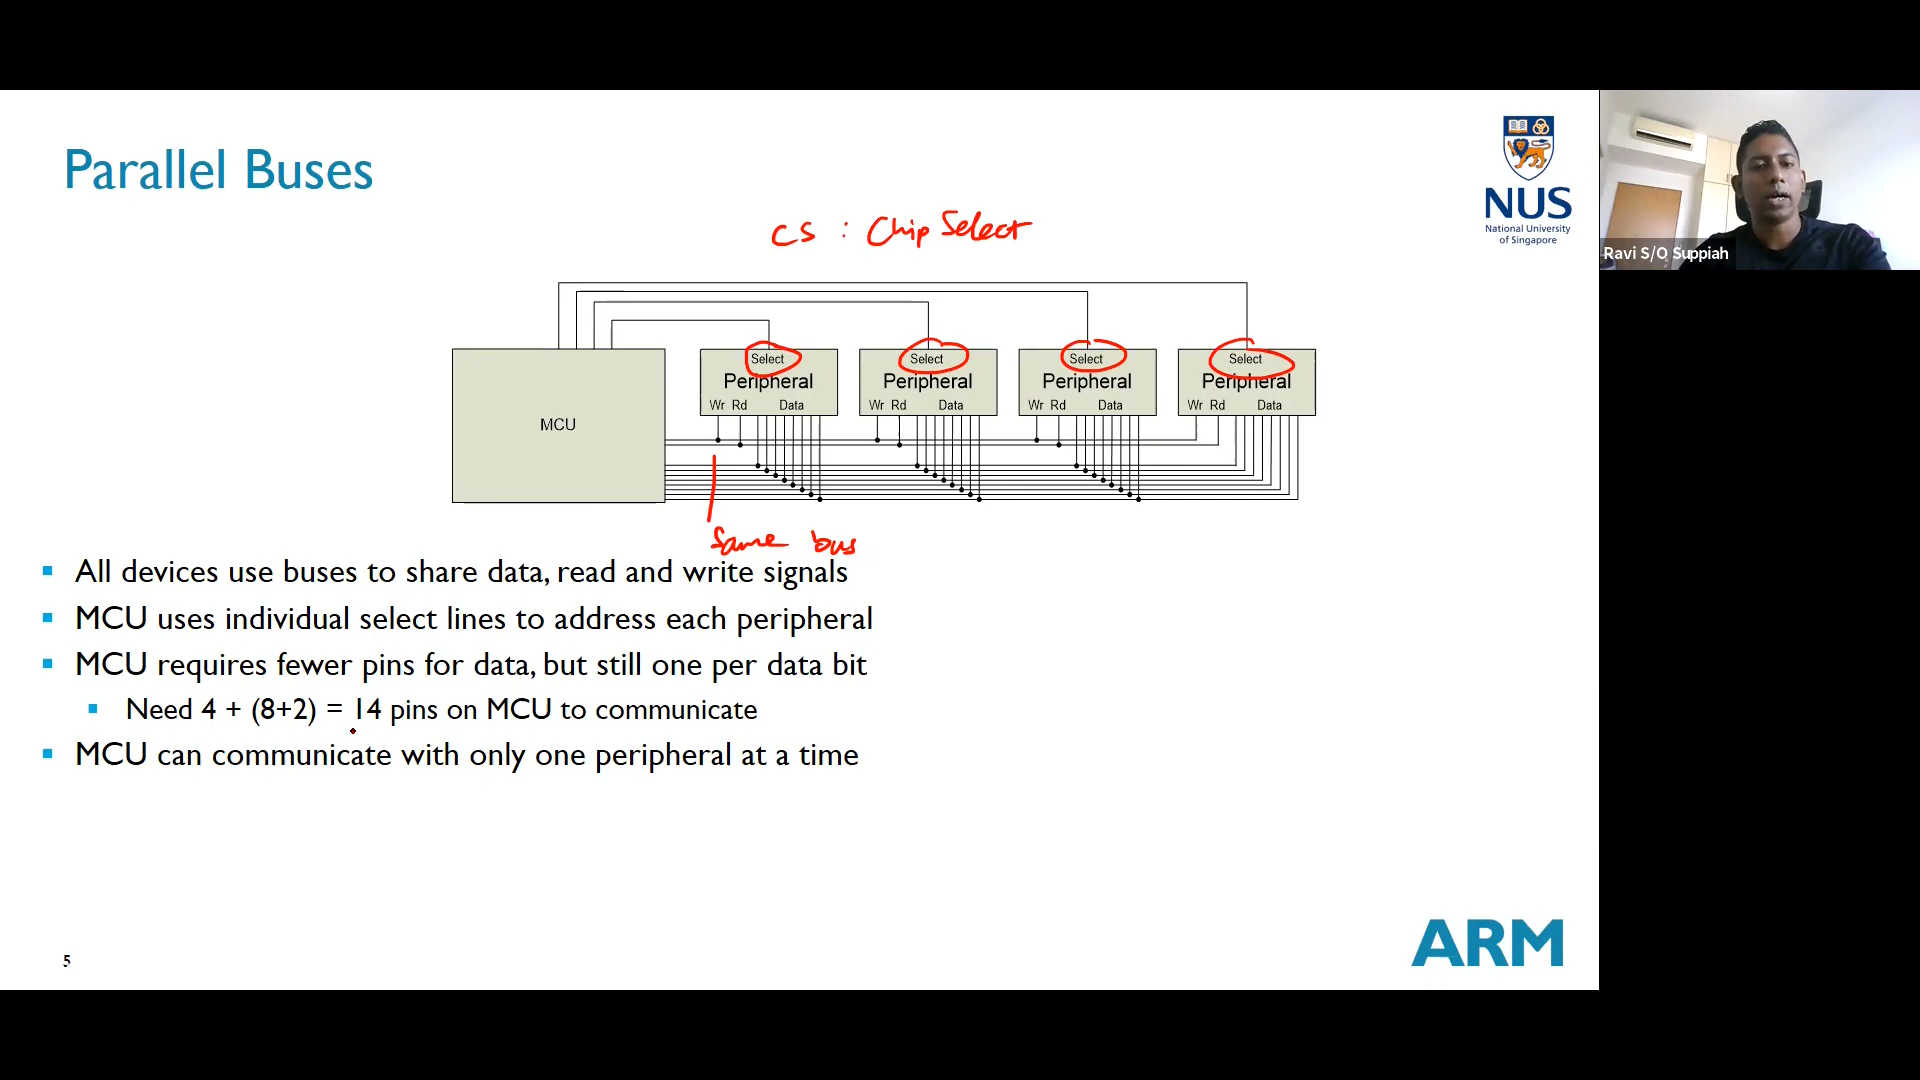 Parallel Buses
CS : Chip Select
NUS
National University
of Singapore
Ravi S/O Suppiah
Select Select Select Select
Peripheral Peripheral Peripheral Peripheral
Wr Rd Data Wr Rd Data Wr Rd Data Wr Rd Data
MCU
Same bus
All devices use buses to share data, read and write signals
MCU uses individual select lines to address each peripheral
MCU requires fewer pins for data, but still one per data bit
Need 4 + (8+2) = 14 pins on MCU to communicate
MCU can communicate with only one peripheral at a time
5
ARM